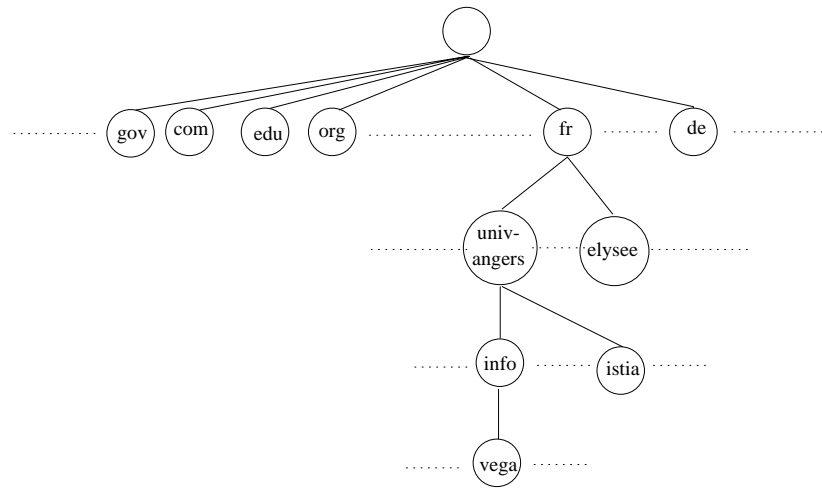 gov com edu org fr de
univ-
angers
elysee
info istia
vega